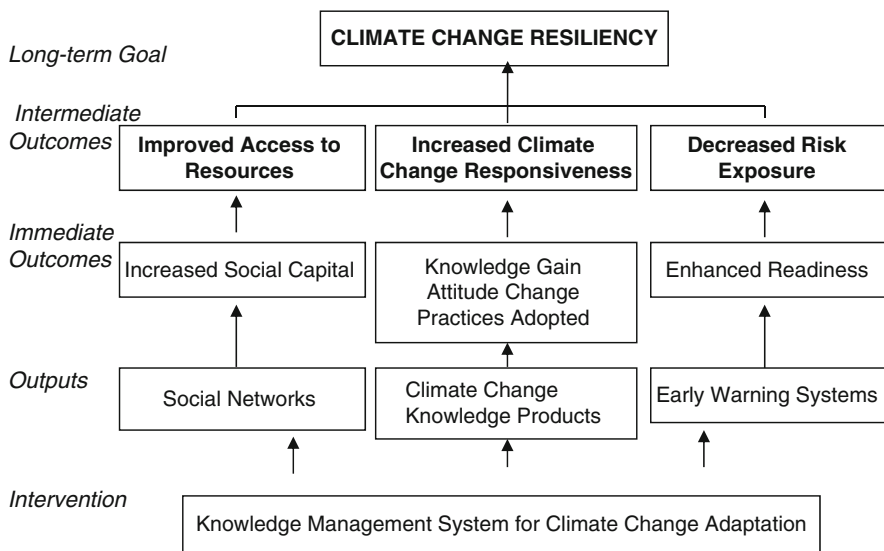 CLIMATE CHANGE RESILIENCY
Long-term Goal
Intermediate
Outcomes
Improved Access to
Resources
Increased Climate
Change Responsiveness
Decreased Risk
Exposure
Immediate
Outcomes
Increased Social Capital
Knowledge Gain
Attitude Change
Practices Adopted
Enhanced Readiness
Outputs
Social Networks
Climate Change
Knowledge Products
Early Warning Systems
Intervention
Knowledge Management System for Climate Change Adaptation